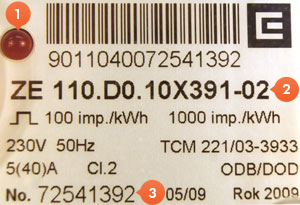 1
9011040072541392
ZE 110.D0.10X391-02 2
100 imp./kWh 1000 imp./kWh
230V 50Hz TCM 221/03-3933
5(40)A Cl.2 ODB/DOD
No. 72541392 3 05/09 Rok 2009